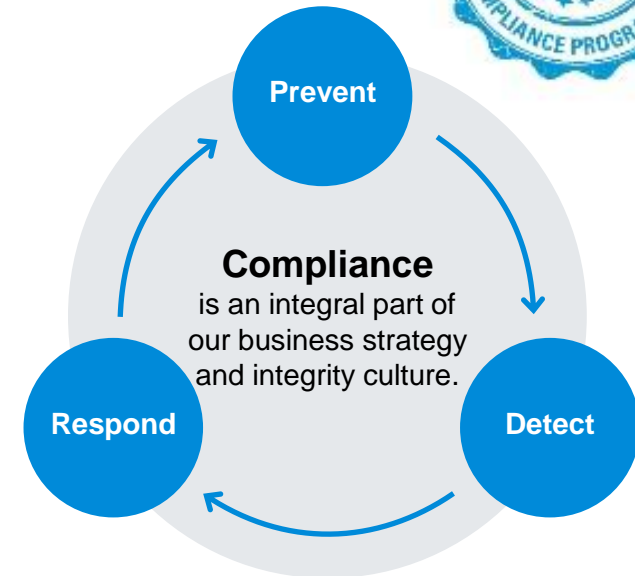 Prevent
Compliance
is an integral part of
our business strategy
and integrity culture.
Respond
Detect